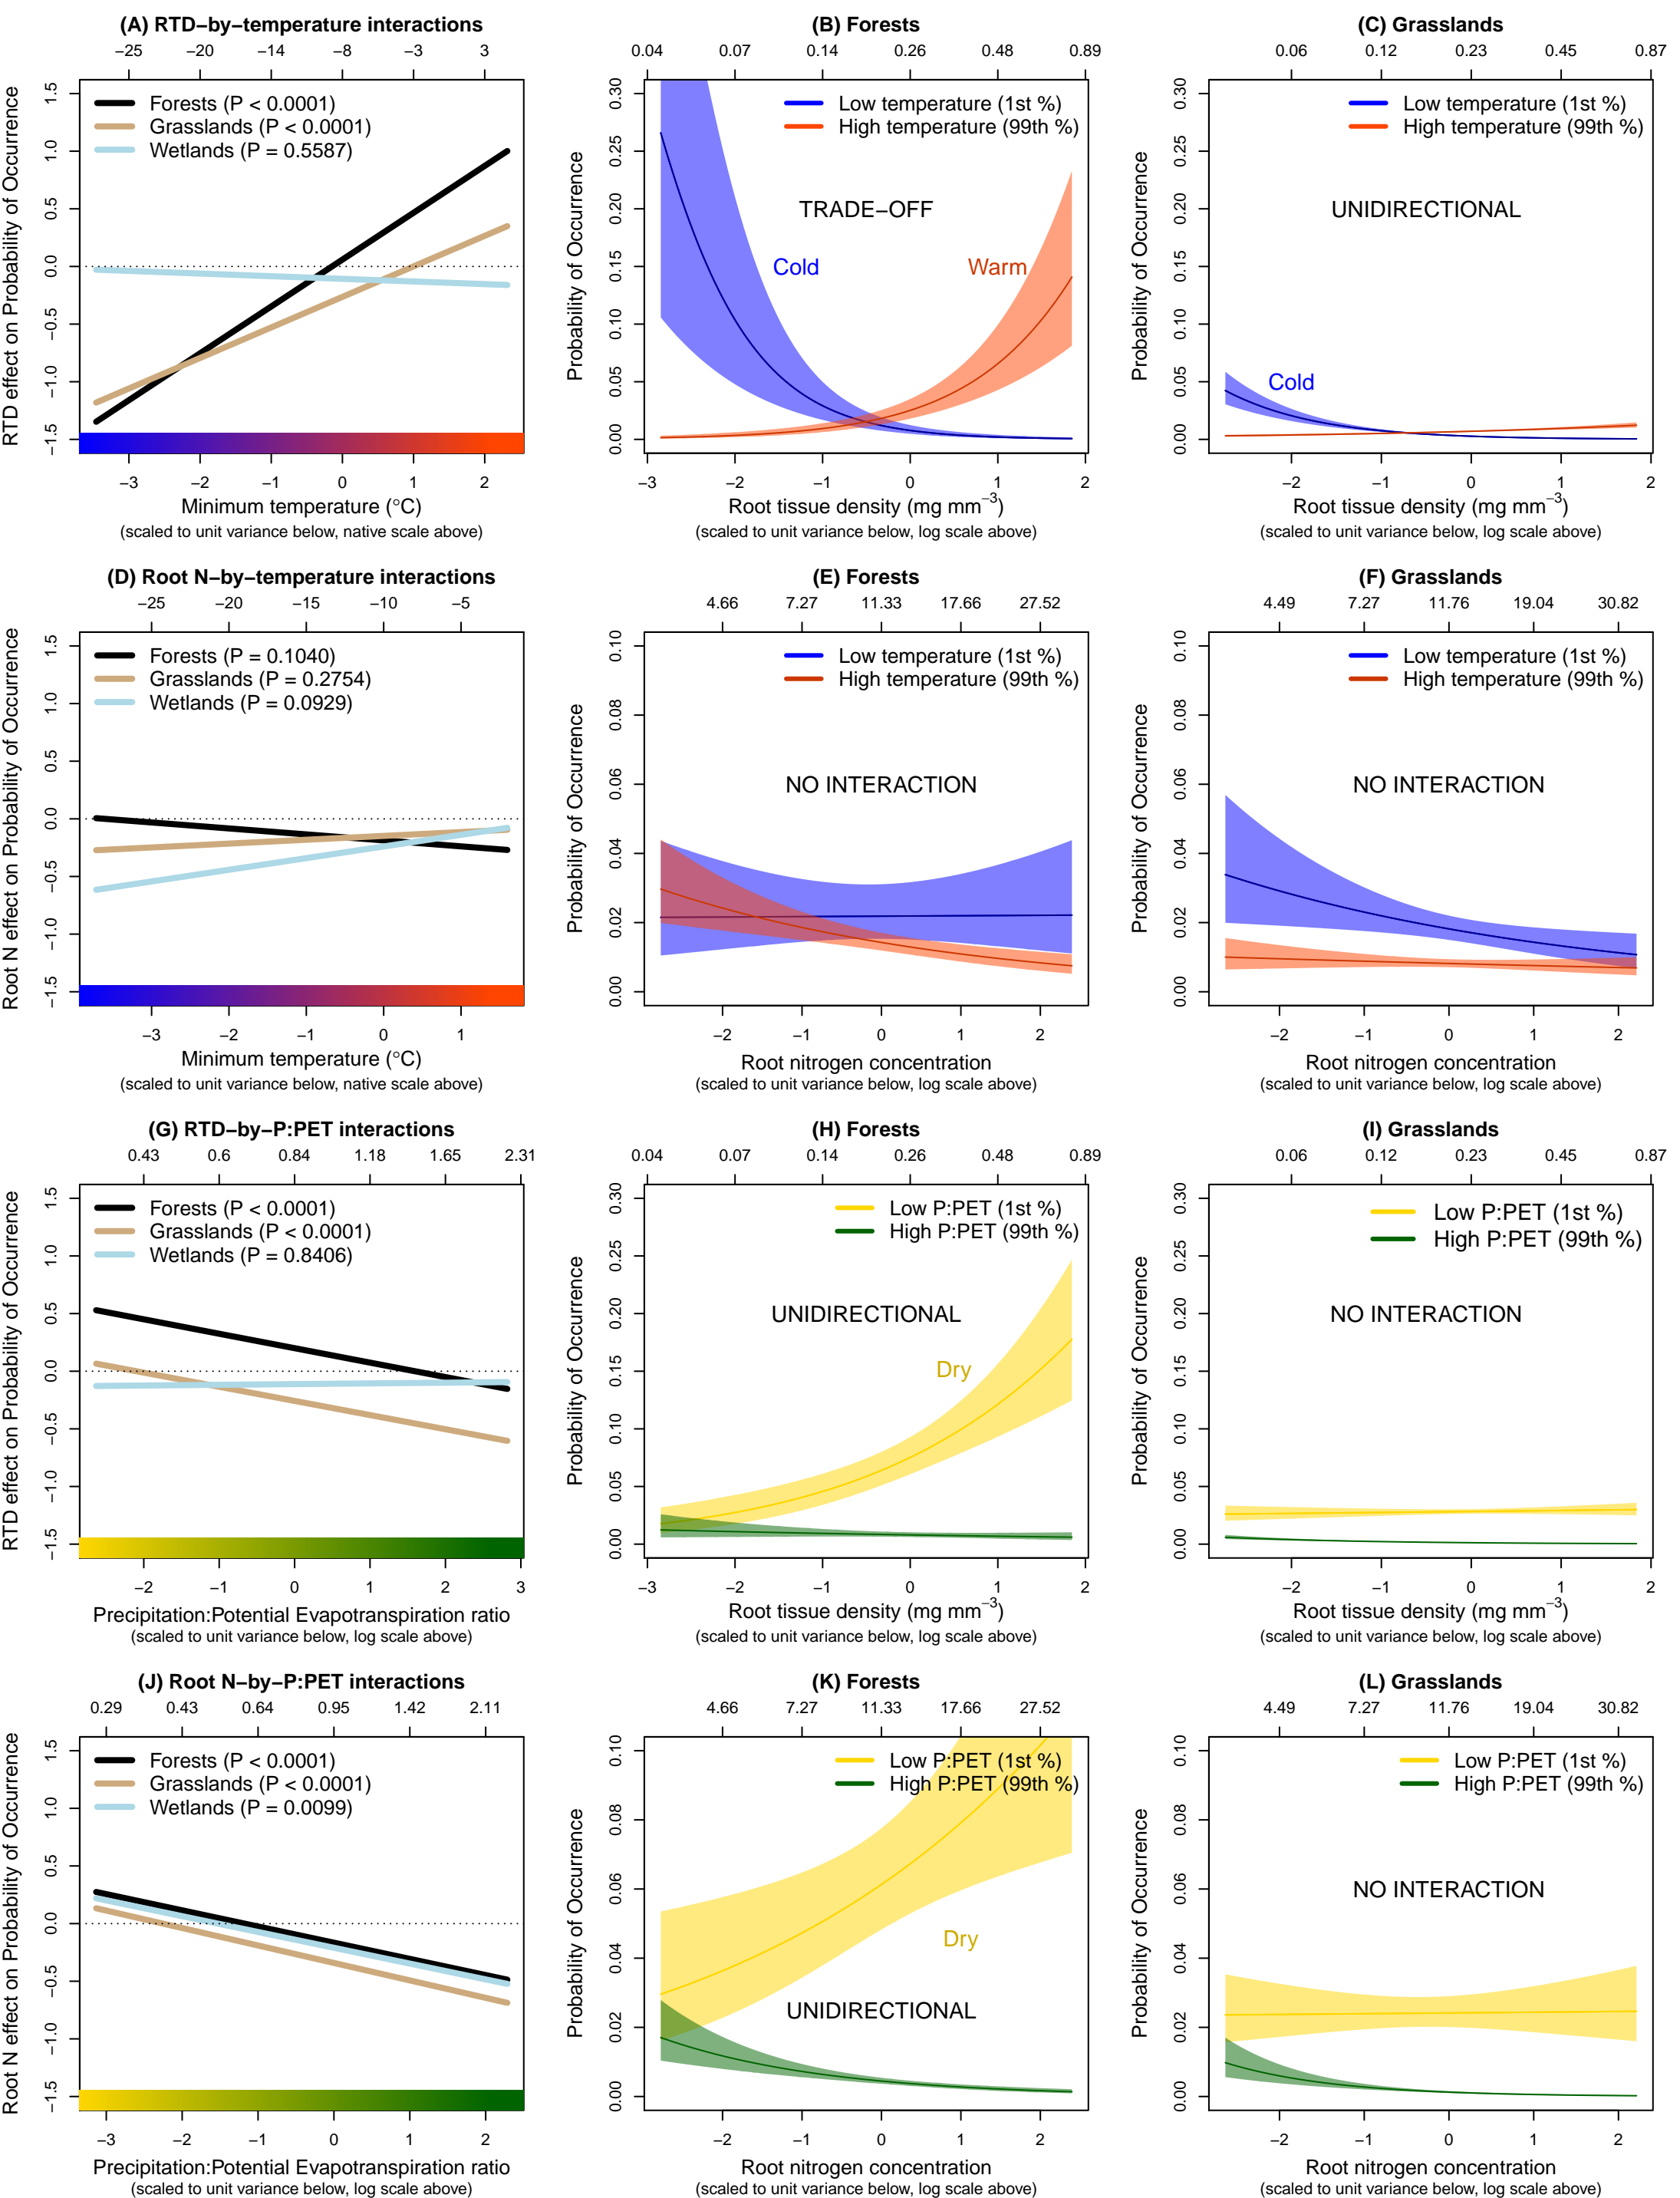 (A) RTD−by−temperature interactions
−25 −20 −14 −8 −3 3
RTD effect on Probability of Occurrence
1.5
1.0
0.5
0.0
−0.5
−1.0
−1.5
Forests (P < 0.0001)
Grasslands (P < 0.0001)
Wetlands (P = 0.5587)
−3 −2 −1 0 1 2
Minimum temperature (°C)
(scaled to unit variance below, native scale above)
(B) Forests
0.04 0.07 0.14 0.26 0.48 0.89
Probability of Occurrence
0.30
0.25
0.20
0.15
0.10
0.05
0.00
Low temperature (1st %)
High temperature (99th %)
TRADE−OFF
Cold
Warm
−3 −2 −1 0 1 2
Root tissue density (mg mm−3)
(scaled to unit variance below, log scale above)
(C) Grasslands
0.06 0.12 0.23 0.45 0.87
Probability of Occurrence
0.30
0.25
0.20
0.15
0.10
0.05
0.00
Low temperature (1st %)
High temperature (99th %)
UNIDIRECTIONAL
Cold
−2 −1 0 1 2
Root tissue density (mg mm−3)
(scaled to unit variance below, log scale above)
(D) Root N−by−temperature interactions
−25 −20 −15 −10 −5
Root N effect on Probability of Occurrence
1.5
1.0
0.5
0.0
−0.5
−1.0
−1.5
Forests (P = 0.1040)
Grasslands (P = 0.2754)
Wetlands (P = 0.0929)
−3 −2 −1 0 1
Minimum temperature (°C)
(scaled to unit variance below, native scale above)
(E) Forests
4.66 7.27 11.33 17.66 27.52
Probability of Occurrence
0.10
0.08
0.06
0.04
0.02
0.00
Low temperature (1st %)
High temperature (99th %)
NO INTERACTION
−2 −1 0 1 2
Root nitrogen concentration
(scaled to unit variance below, log scale above)
(F) Grasslands
4.49 7.27 11.76 19.04 30.82
Probability of Occurrence
0.10
0.08
0.06
0.04
0.02
0.00
Low temperature (1st %)
High temperature (99th %)
NO INTERACTION
−2 −1 0 1 2
Root nitrogen concentration
(scaled to unit variance below, log scale above)
(G) RTD−by−P:PET interactions
0.43 0.6 0.84 1.18 1.65 2.31
RTD effect on Probability of Occurrence
1.5
1.0
0.5
0.0
−0.5
−1.0
−1.5
Forests (P < 0.0001)
Grasslands (P < 0.0001)
Wetlands (P = 0.8406)
−2 −1 0 1 2 3
Precipitation:Potential Evapotranspiration ratio
(scaled to unit variance below, log scale above)
(H) Forests
0.04 0.07 0.14 0.26 0.48 0.89
Probability of Occurrence
0.30
0.25
0.20
0.15
0.10
0.05
0.00
Low P:PET (1st %)
High P:PET (99th %)
UNIDIRECTIONAL
Dry
−3 −2 −1 0 1 2
Root tissue density (mg mm−3)
(scaled to unit variance below, log scale above)
(I) Grasslands
0.06 0.12 0.23 0.45 0.87
Probability of Occurrence
0.30
0.25
0.20
0.15
0.10
0.05
0.00
Low P:PET (1st %)
High P:PET (99th %)
NO INTERACTION
−2 −1 0 1 2
Root tissue density (mg mm−3)
(scaled to unit variance below, log scale above)
(J) Root N−by−P:PET interactions
0.29 0.43 0.64 0.95 1.42 2.11
Root N effect on Probability of Occurrence
1.5
1.0
0.5
0.0
−0.5
−1.0
−1.5
Forests (P < 0.0001)
Grasslands (P < 0.0001)
Wetlands (P = 0.0099)
−3 −2 −1 0 1 2
Precipitation:Potential Evapotranspiration ratio
(scaled to unit variance below, log scale above)
(K) Forests
4.66 7.27 11.33 17.66 27.52
Probability of Occurrence
0.10
0.08
0.06
0.04
0.02
0.00
Low P:PET (1st %)
High P:PET (99th %)
Dry
UNIDIRECTIONAL
−2 −1 0 1 2
Root nitrogen concentration
(scaled to unit variance below, log scale above)
(L) Grasslands
4.49 7.27 11.76 19.04 30.82
Probability of Occurrence
0.10
0.08
0.06
0.04
0.02
0.00
Low P:PET (1st %)
High P:PET (99th %)
NO INTERACTION
−2 −1 0 1 2
Root nitrogen concentration
(scaled to unit variance below, log scale above)